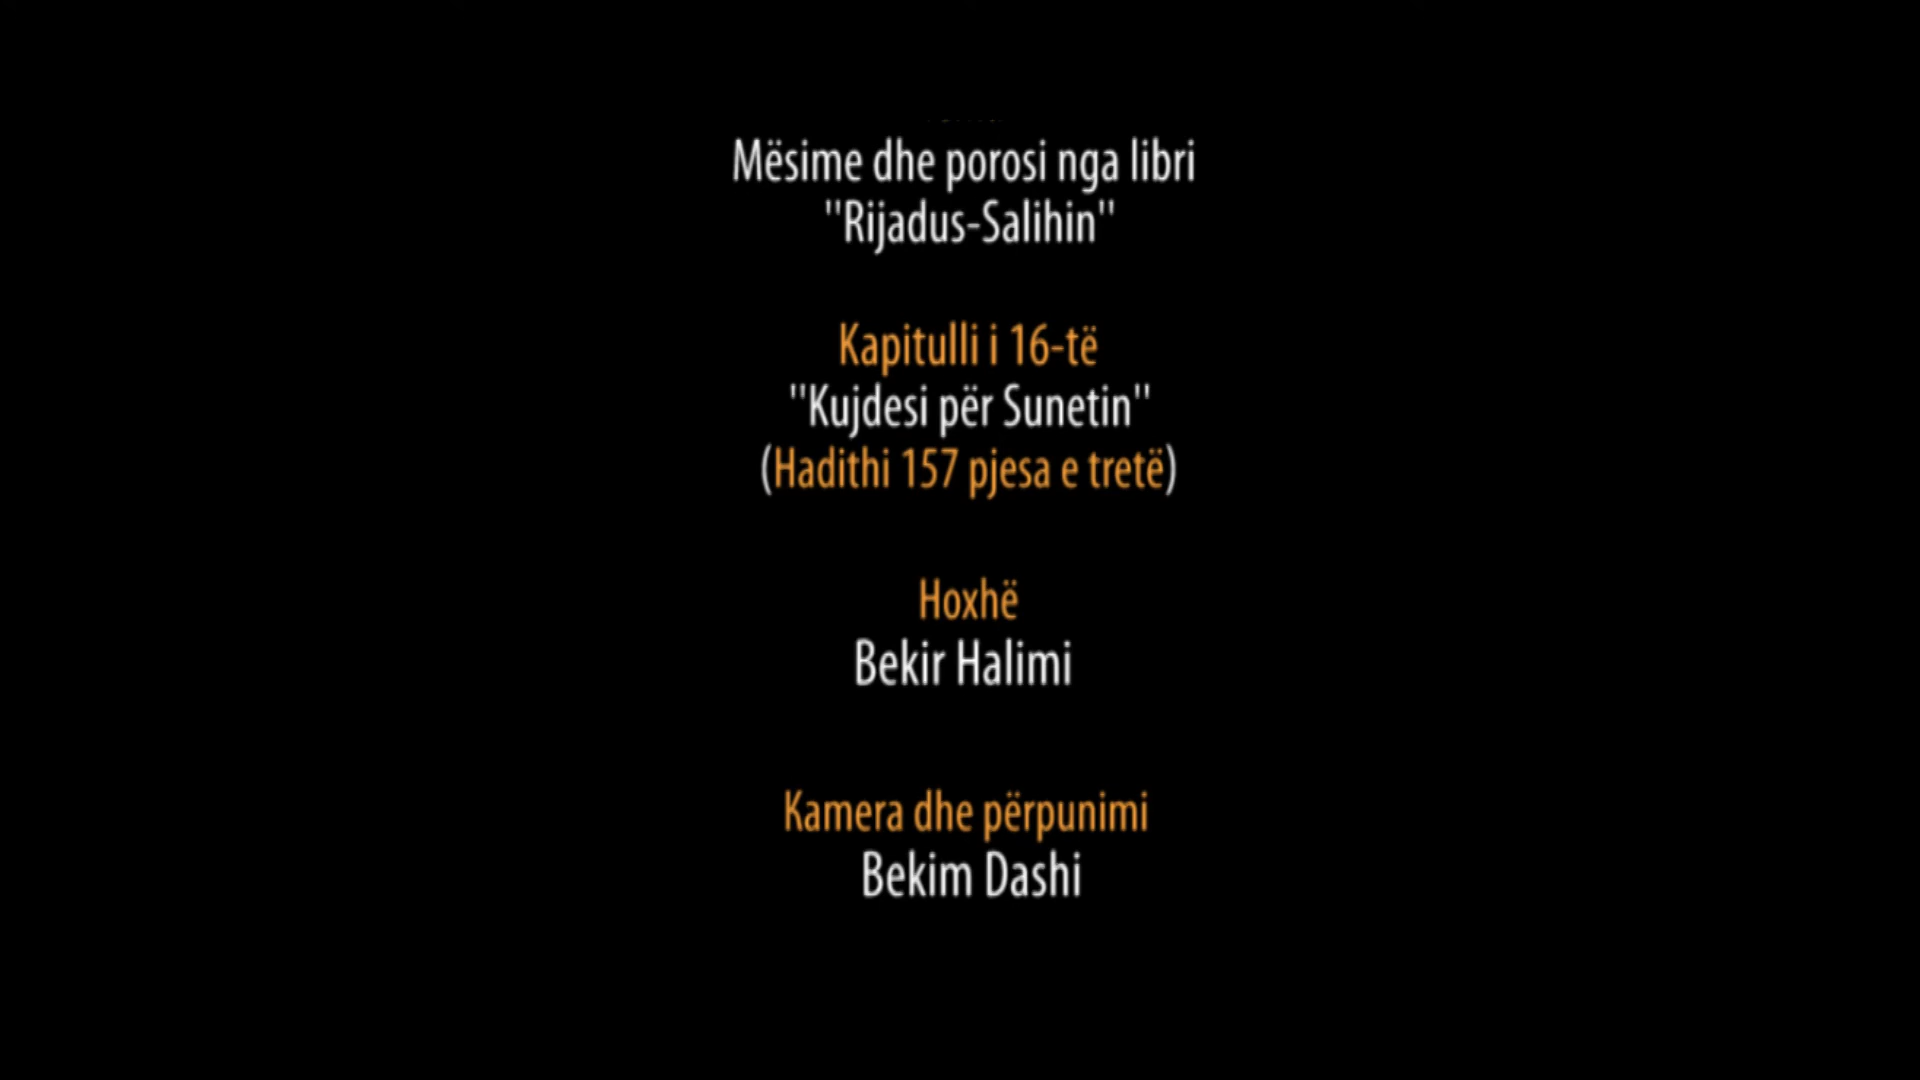 Mësime dhe porosi nga libri
"Rijadus-Salihin"
Kapitulli i 16-të
"Kujdesi për Sunetin"
(Hadithi 157 pjesa e tretë)
Hoxhë
Bekir Halimi
Kamera dhe përpunimi
Bekim Dashi